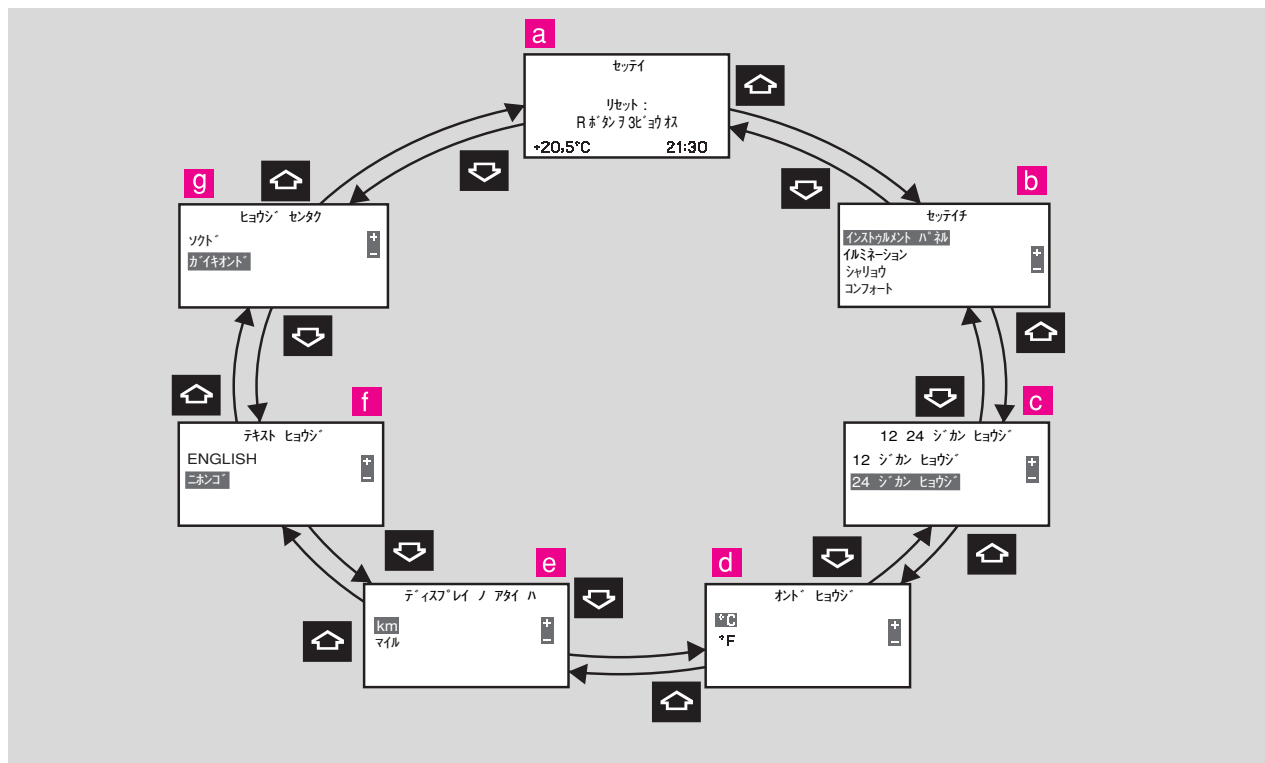 a
セッテイ
リセット :
R ボタン ヲ 3ビョウ オス
+20,5°C 21:30
b
セッテイチ
インストゥルメント パネル
イルミネーション
シャリョウ
コンフォート
+
−
c
12 24 ジカン ヒョウジ
12 ジカン ヒョウジ
24 ジカン ヒョウジ
+
−
d
オンド ヒョウジ
°C
°F
+
−
e
ディスプレイ ノ アタイ ハ
km
マイル
+
−
f
テキスト ヒョウジ
ENGLISH
ニホンゴ
+
−
g
ヒョウジ センタク
ソクド
ガイキオンド
+
−